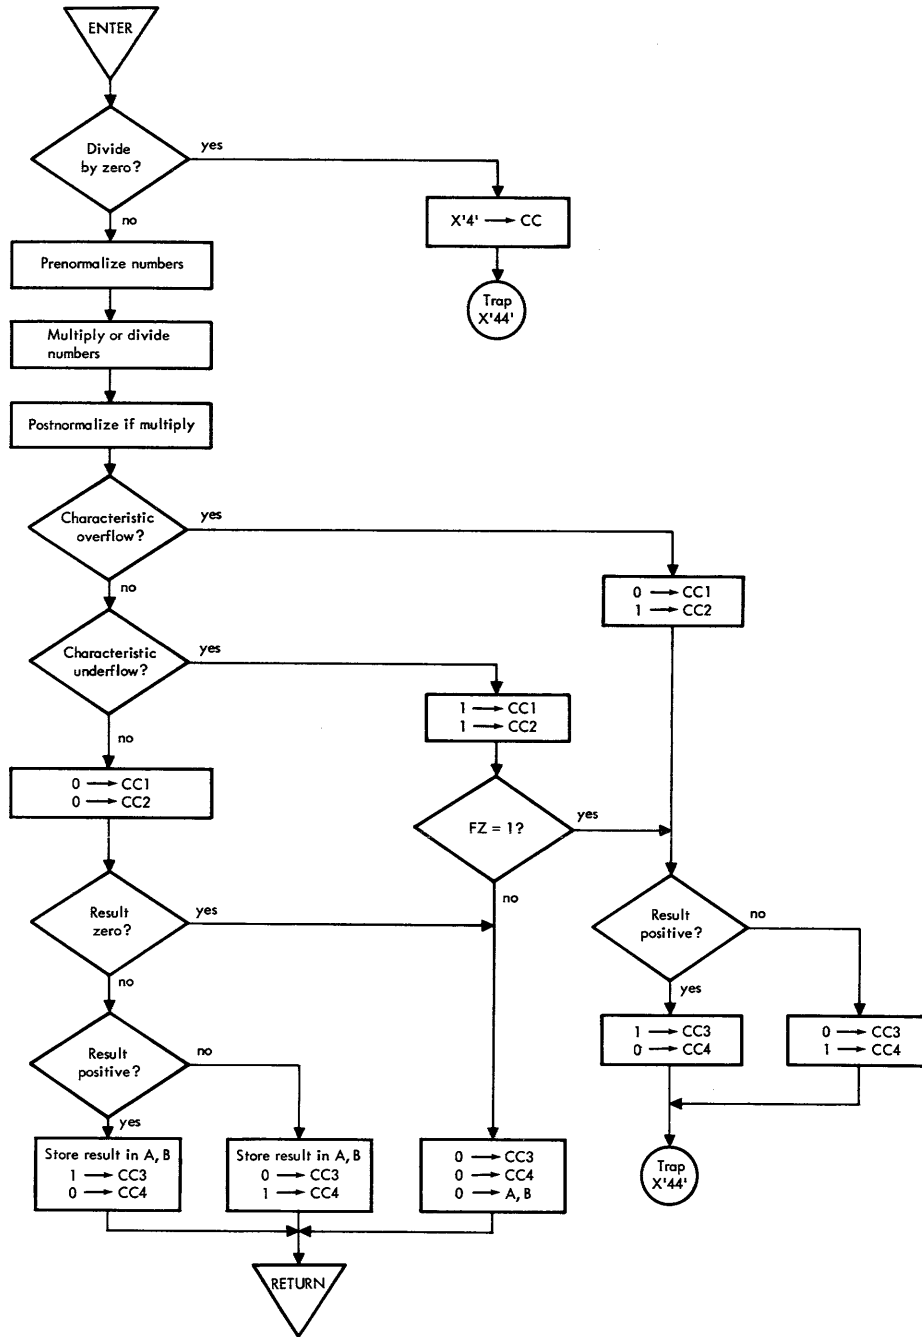 ENTER
Divide
by zero?
yes
no
X'4' → CC
Prenormalize numbers
Trap
X'44'
Multiply or divide
numbers
Postnormalize if multiply
Characteristic
overflow?
yes
no
0 → CC1
1 → CC2
Characteristic
underflow?
yes
no
1 → CC1
1 → CC2
0 → CC1
0 → CC2
FZ = 1?
yes
no
Result
zero?
yes
no
Result
positive?
no
yes
1 → CC3
0 → CC4
0 → CC3
1 → CC4
Result
positive?
no
yes
Store result in A, B
1 → CC3
0 → CC4
Store result in A, B
0 → CC3
1 → CC4
0 → CC3
0 → CC4
0 → A, B
Trap
X'44'
RETURN